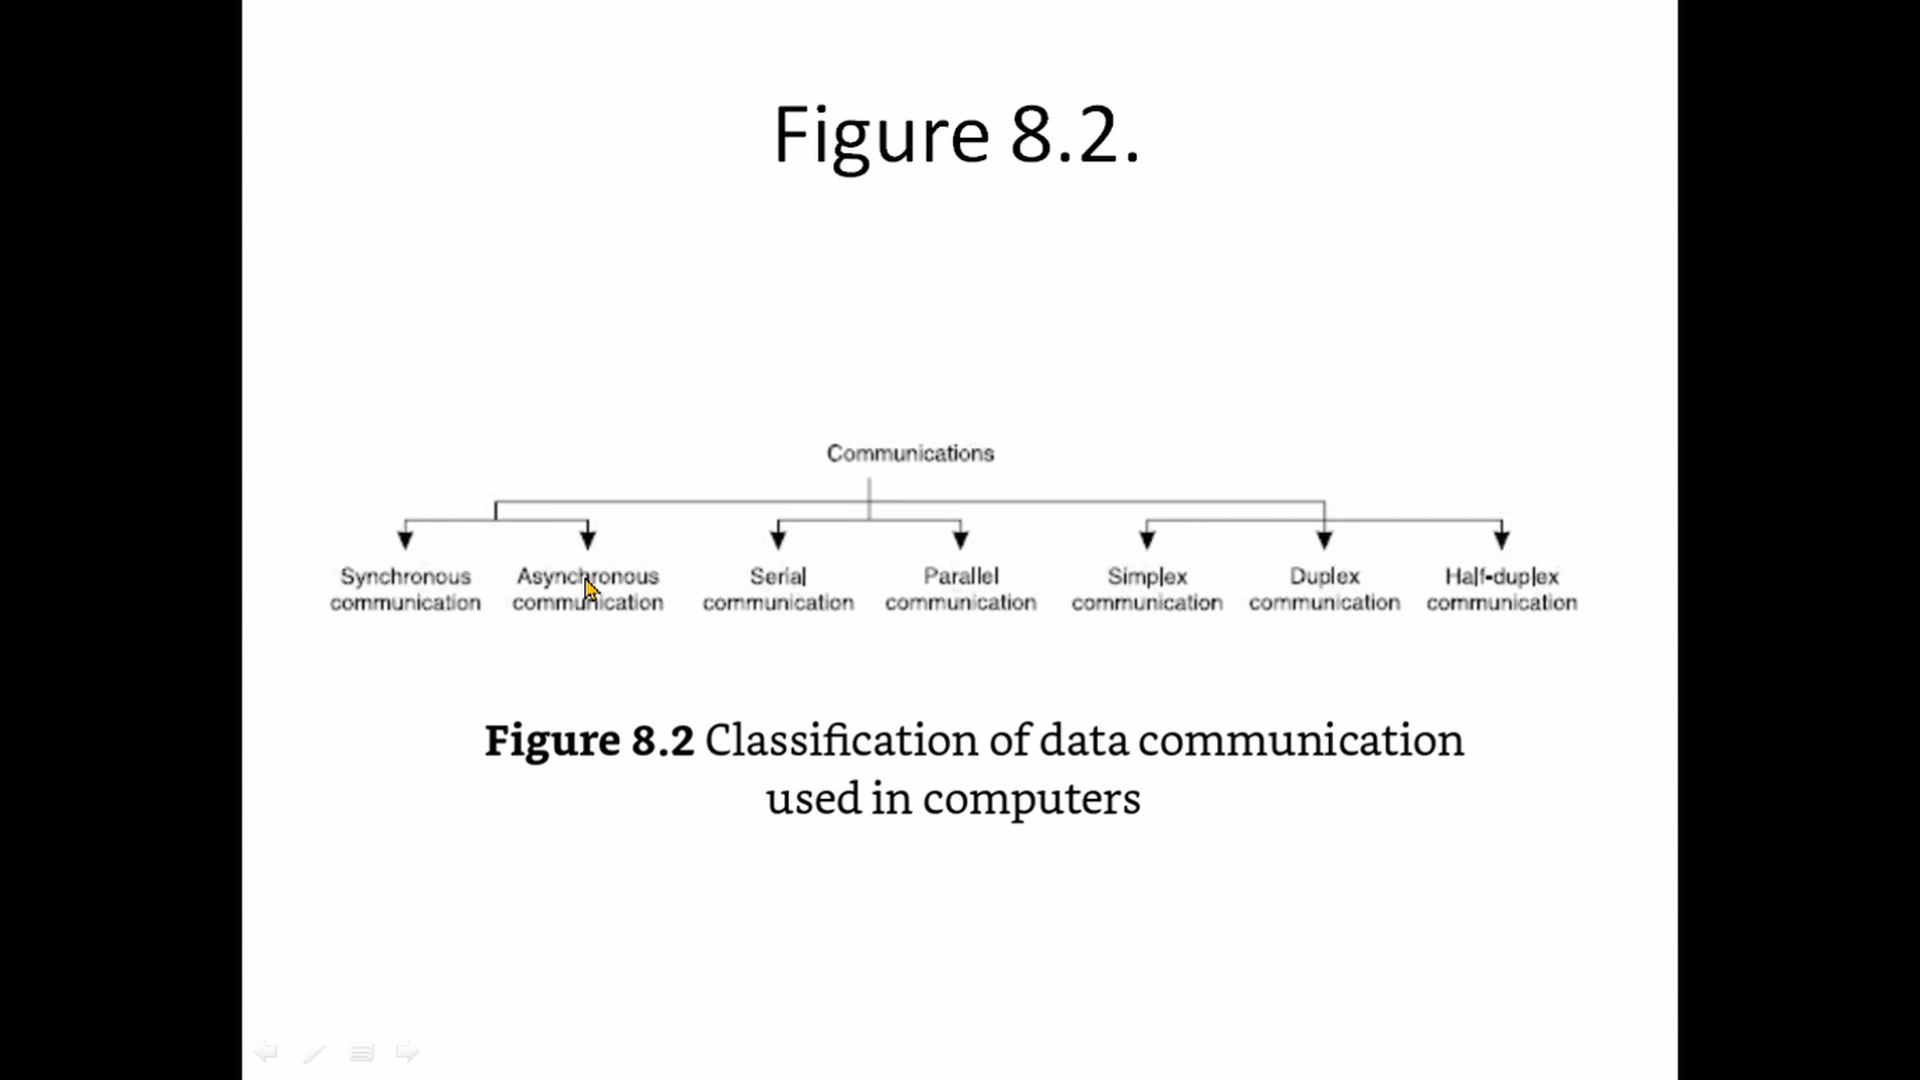 Figure 8.2.
Communications
Synchronous communication
Asynchronous communication
Serial communication
Parallel communication
Simplex communication
Duplex communication
Half-duplex communication
Figure 8.2 Classification of data communication
used in computers